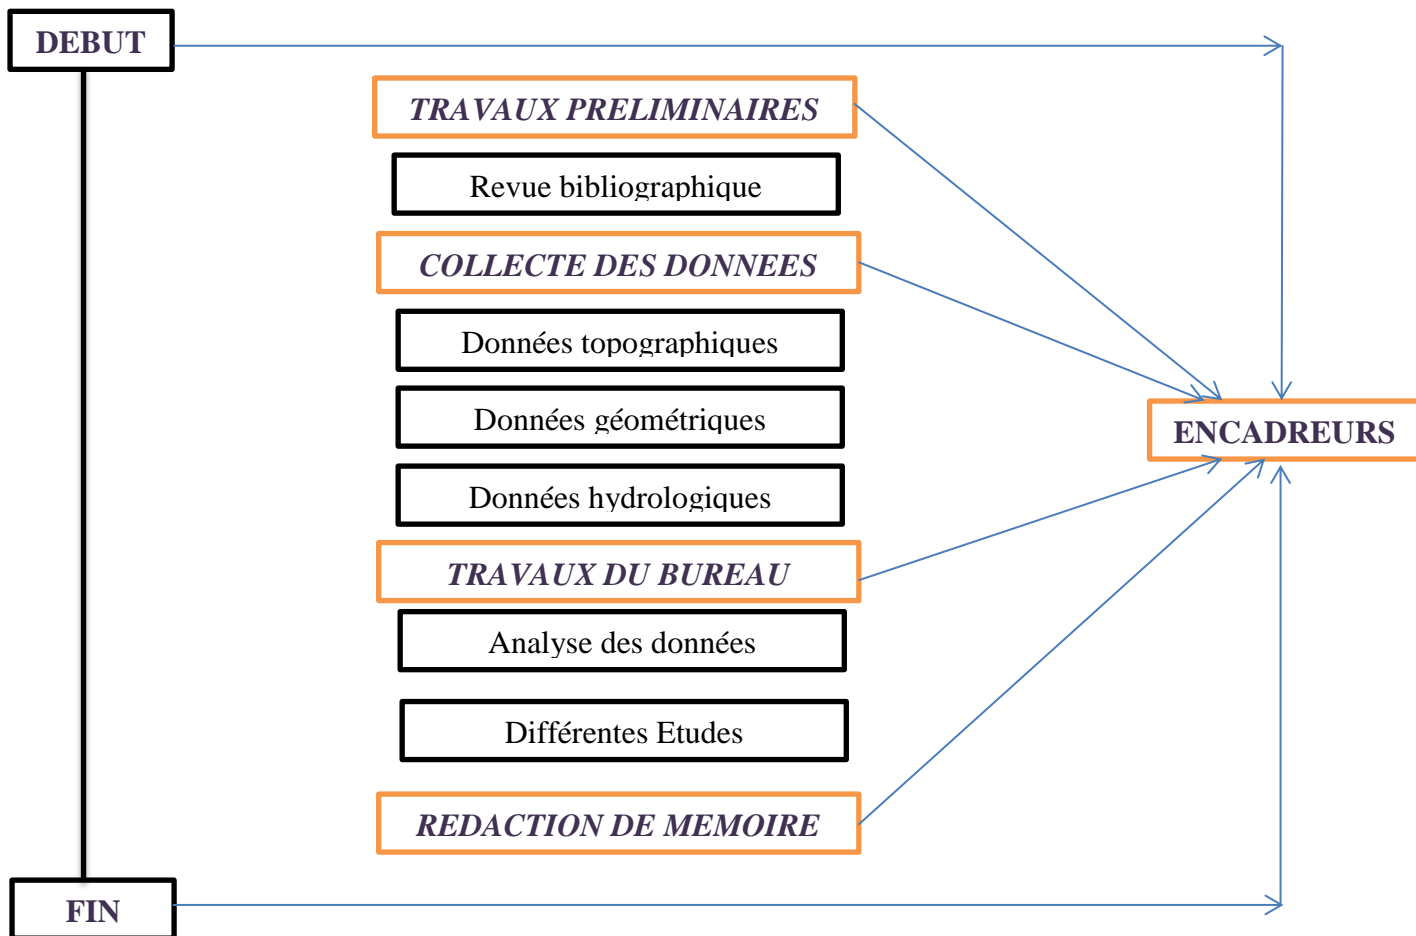 DEBUT
TRAVAUX PRELIMINAIRES
Revue bibliographique
COLLECTE DES DONNEES
Données topographiques
Données géométriques
ENCADREURS
Données hydrologiques
TRAVAUX DU BUREAU
Analyse des données
Différentes Etudes
REDACTION DE MEMOIRE
FIN